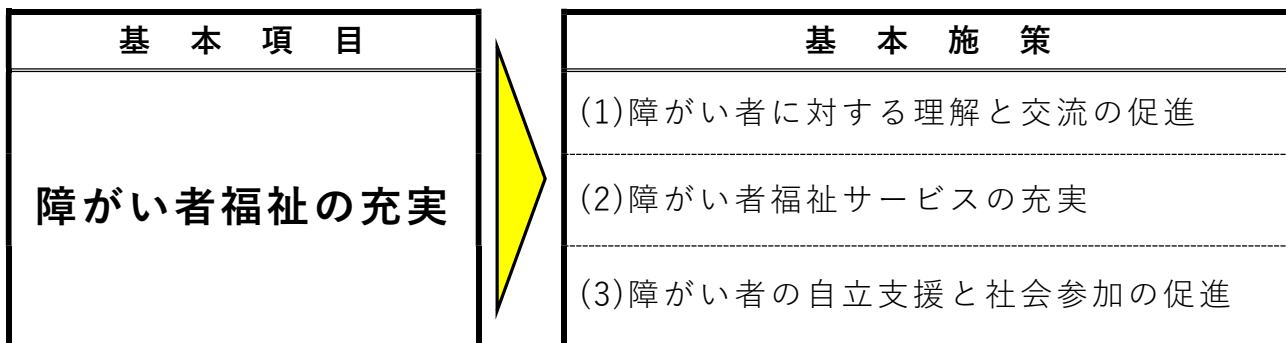 基本項目
障がい者福祉の充実
基本施策
(1)障がい者に対する理解と交流の促進
(2)障がい者福祉サービスの充実
(3)障がい者の自立支援と社会参加の促進